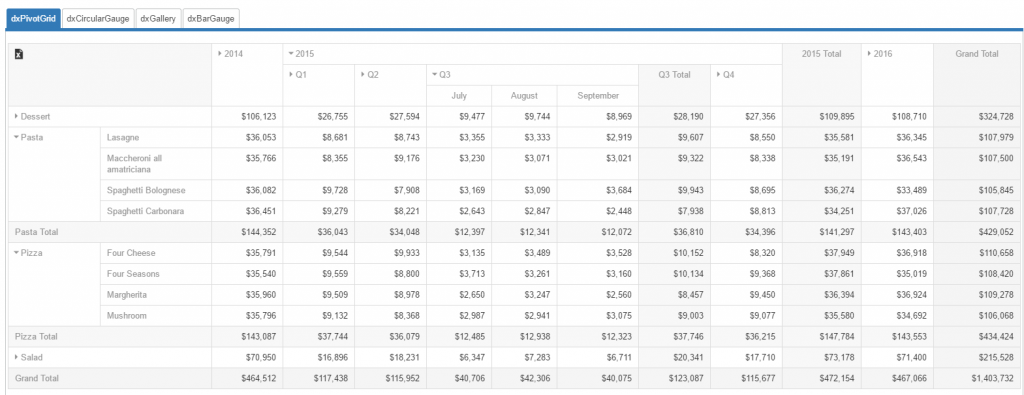 dxPivotGrid dxCircularGauge dxGallery dxBarGauge
2014 2015 2015 Total 2016 Grand Total
Q1 Q2 Q3 Q3 Total Q4
July August September
Dessert $106,123 $26,755 $27,594 $9,477 $9,744 $8,969 $28,190 $27,356 $109,895 $108,710 $324,728
Pasta Lasagne $36,053 $8,681 $8,743 $3,355 $3,333 $2,919 $9,607 $8,550 $35,581 $36,345 $107,979
Maccheroni all $35,766 $8,355 $9,176 $3,230 $3,071 $3,021 $9,322 $8,338 $35,191 $36,543 $107,500
amatriciana
Spaghetti Bolognese $36,082 $9,728 $7,908 $3,169 $3,090 $3,684 $9,943 $8,695 $36,274 $33,489 $105,845
Spaghetti Carbonara $36,451 $9,279 $8,221 $2,643 $2,847 $2,448 $7,938 $8,813 $34,251 $37,026 $107,728
Pasta Total $144,352 $36,043 $34,048 $12,397 $12,341 $12,072 $36,810 $34,396 $141,297 $143,403 $429,052
Pizza Four Cheese $35,791 $9,544 $9,933 $3,135 $3,489 $3,528 $10,152 $8,320 $37,949 $36,918 $110,658
Four Seasons $35,540 $9,559 $8,800 $3,713 $3,261 $3,160 $10,134 $9,368 $37,861 $35,019 $108,420
Margherita $35,960 $9,509 $8,978 $2,650 $3,247 $2,560 $8,457 $9,450 $36,394 $36,924 $109,278
Mushroom $35,796 $9,132 $8,368 $2,987 $2,941 $3,075 $9,003 $9,077 $35,580 $34,692 $106,068
Pizza Total $143,087 $37,744 $36,079 $12,485 $12,938 $12,323 $37,746 $36,215 $147,784 $143,553 $434,424
Salad $70,950 $16,896 $18,231 $6,347 $7,283 $6,711 $20,341 $17,710 $73,178 $71,400 $215,528
Grand Total $464,512 $117,438 $115,952 $40,706 $42,306 $40,075 $123,087 $115,677 $472,154 $467,066 $1,403,732